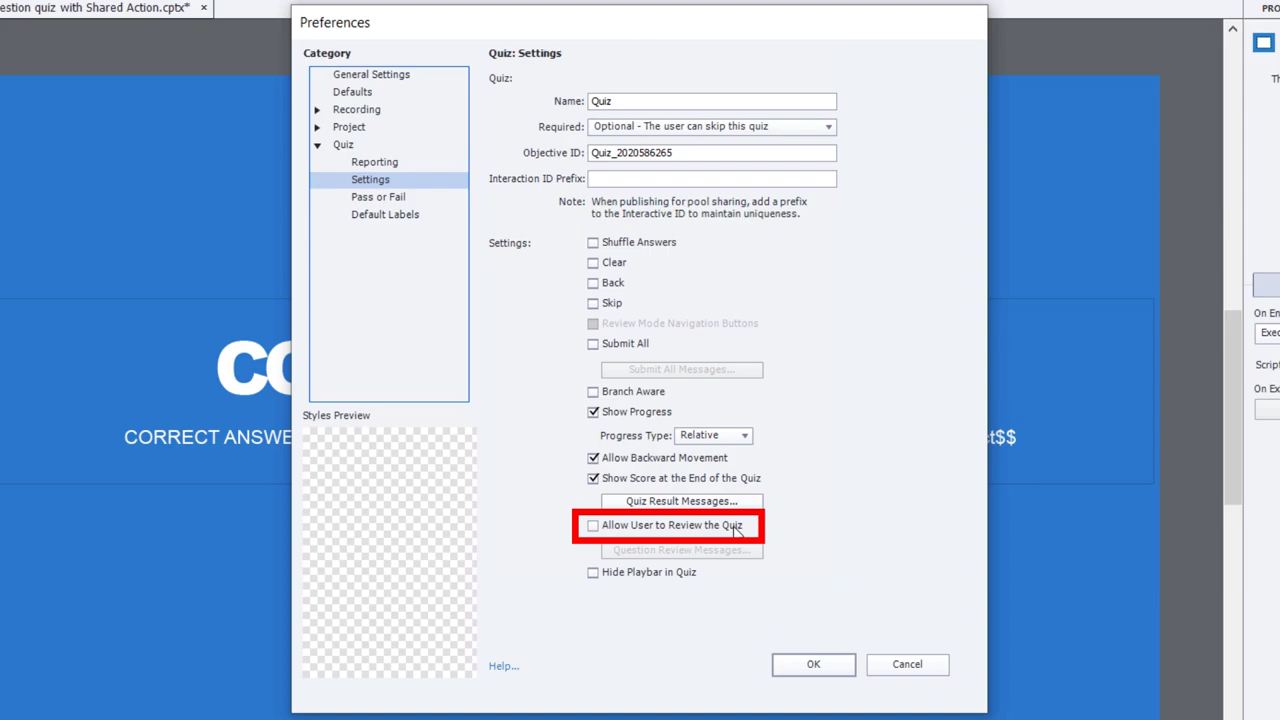 estion quiz with Shared Action.cptx* ×
Preferences
PRO
Category
General Settings
Defaults
Recording
Project
Quiz
Reporting
Settings
Pass or Fail
Default Labels
Styles Preview
Quiz: Settings
Quiz:
Name: Quiz
Required: Optional - The user can skip this quiz
Objective ID: Quiz_2020586265
Interaction ID Prefix:
Note: When publishing for pool sharing, add a prefix
to the Interactive ID to maintain uniqueness.
Settings:
Shuffle Answers
Clear
Back
Skip
Review Mode Navigation Buttons
Submit All
Submit All Messages...
Branch Aware
Show Progress
Progress Type: Relative
Allow Backward Movement
Show Score at the End of the Quiz
Quiz Result Messages...
Allow User to Review the Quiz
Question Review Messages...
Hide Playbar in Quiz
Help...
OK
Cancel
CO
CORRECT ANSWE
ct$$
Th
On En
Exec
Script
On Ex